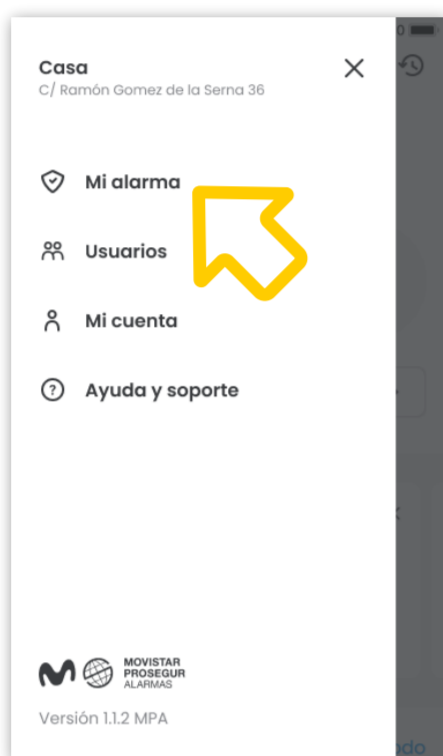 Casa
C/ Ramón Gomez de la Serna 36
Mi alarma
Usuarios
Mi cuenta
? Ayuda y soporte
MOVISTAR
PROSEGUR
ALARMAS
Versión 1.1.2 MPA